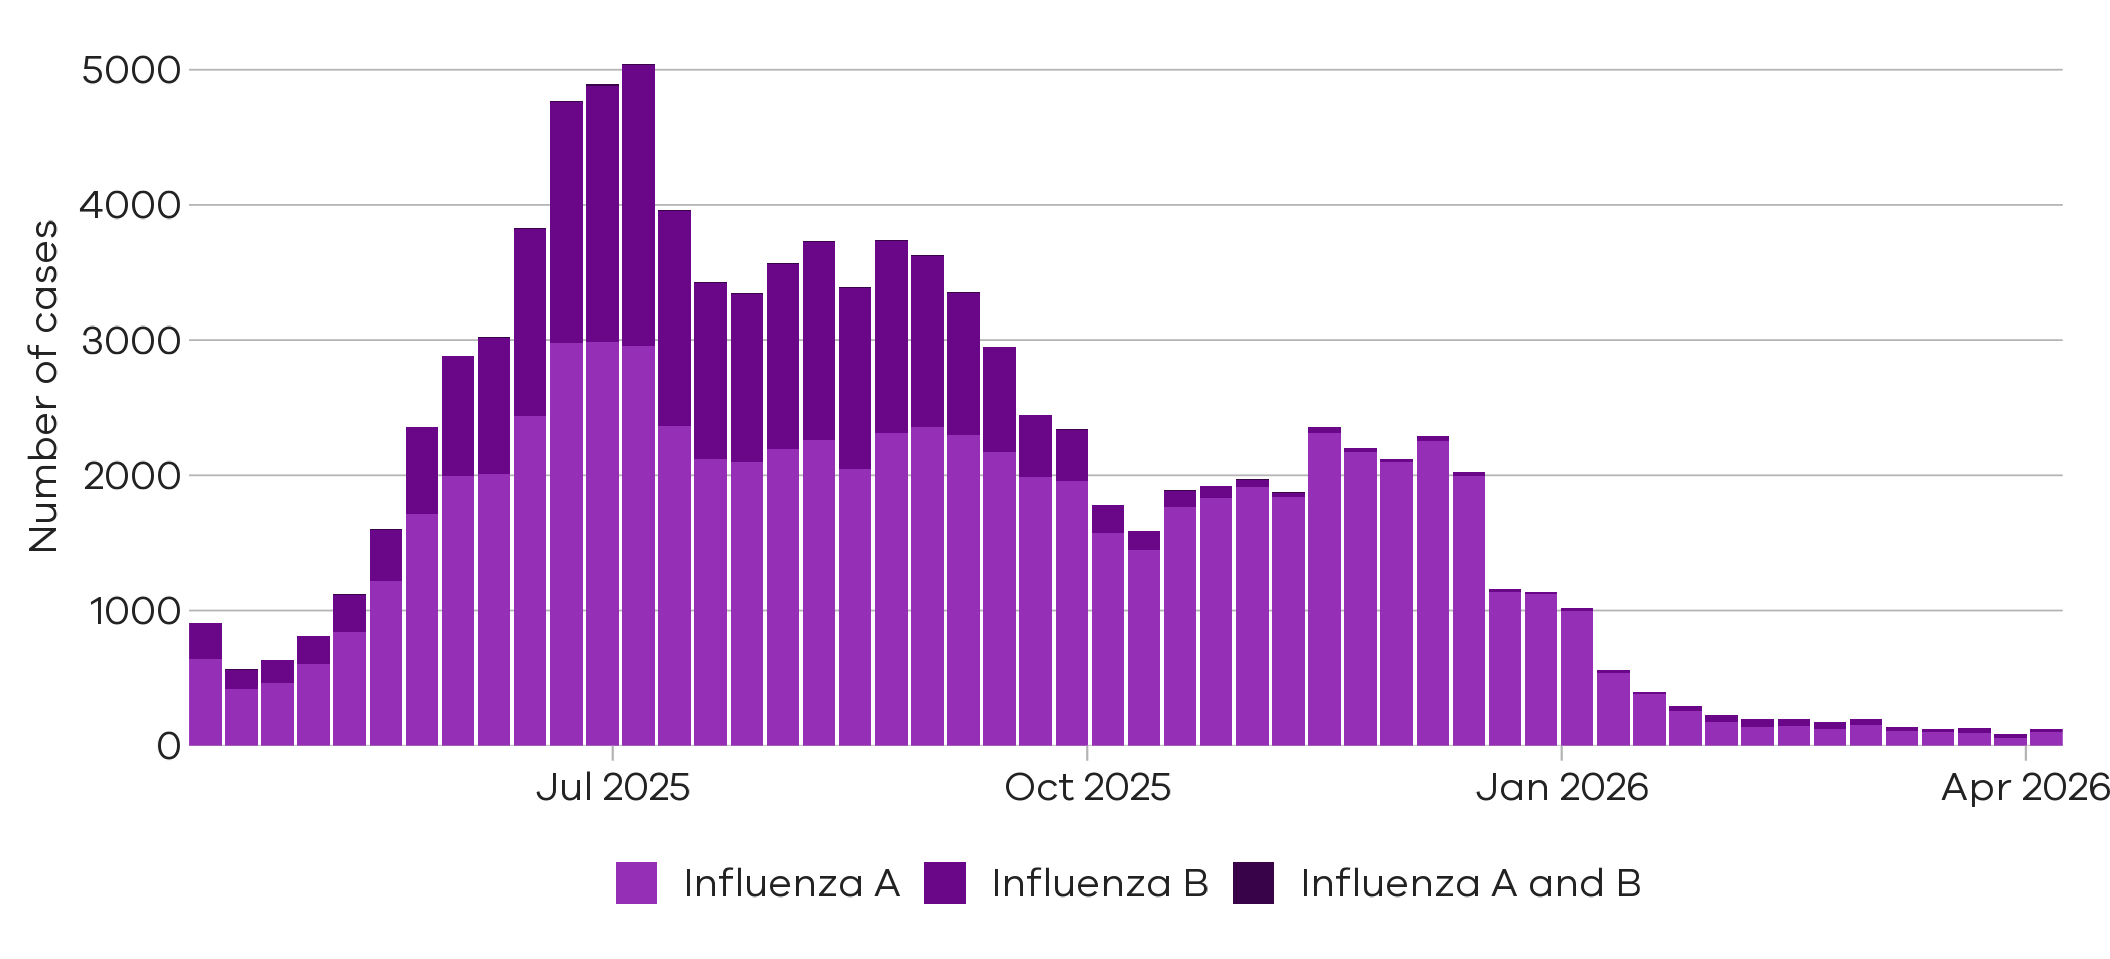 Number of cases
5000
4000
3000
2000
1000
0
Jul 2025
Oct 2025
Jan 2026
Apr 2026
Influenza A
Influenza B
Influenza A and B